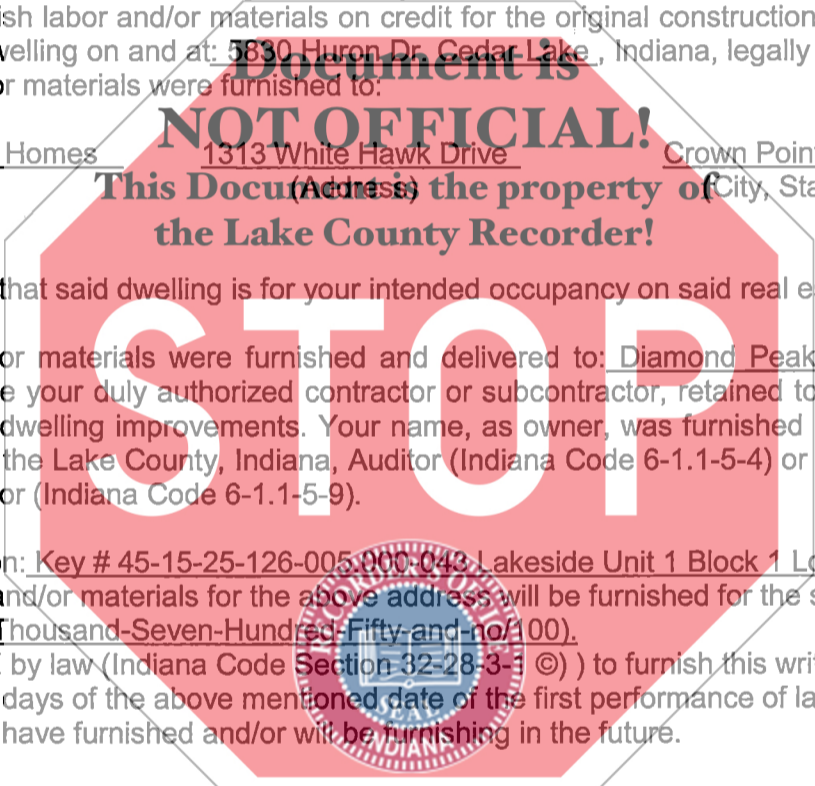 sh labor and/or materials on credit for the original construction
velling on and at: 5830 Huron Dr. Cedar Lake , Indiana, legally
Document is
r materials were furnished to:
NOT OFFICIAL!
Homes 1313 White Hawk Drive Crown Poin
This Document is the property of
(Address) (City, Sta
the Lake County Recorder!
that said dwelling is for your intended occupancy on said real e
STOP
or materials were furnished and delivered to: Diamond Peak
e your duly authorized contractor or subcontractor, retained to
dwelling improvements. Your name, as owner, was furnished
the Lake County, Indiana, Auditor (Indiana Code 6-1.1-5-4) or
or (Indiana Code 6-1.1-5-9).
n: Key # 45-15-25-126-005.000-043 Lakeside Unit 1 Block 1 Lo
and/or materials for the above address will be furnished for the s
Thousand-Seven-Hundred-Fifty-and-no/100).
by law (Indiana Code Section 32-28-3-1 ©) ) to furnish this writ
days of the above mentioned date of the first performance of la
have furnished and/or will be furnishing in the future.
RECORDER'S OFFICE
SEAL
INDIANA